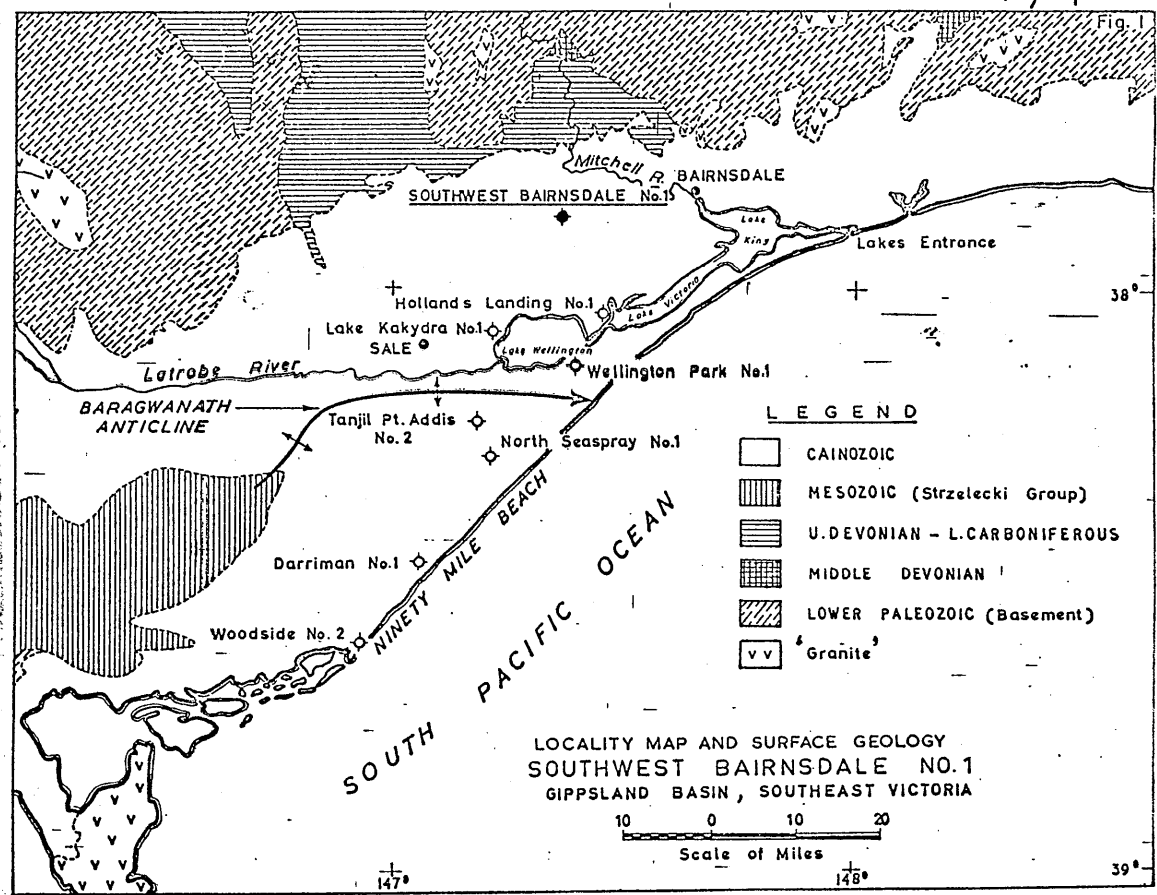 Fig. 1
Mitchell R.
BAIRNSDALE
SOUTHWEST BAIRNSDALE No.1
Lake
King
Lakes Entrance
38°
Holland's Landing No.1
Lake Victoria
Lake Kakydra No.1
SALE
Lake Wellington
Latrobe River
Wellington Park No.1
BARAGWANATH
ANTICLINE
Tanjil Pt. Addis
No. 2
North Seaspray No.1
NINETY MILE BEACH
Darriman No.1
Woodside No. 2
SOUTH PACIFIC OCEAN
LEGEND
CAINOZOIC
MESOZOIC (Strzelecki Group)
U. DEVONIAN - L. CARBONIFEROUS
MIDDLE DEVONIAN
LOWER PALEOZOIC (Basement)
v v 'Granite'
LOCALITY MAP AND SURFACE GEOLOGY
SOUTHWEST BAIRNSDALE NO.1
GIPPSLAND BASIN, SOUTHEAST VICTORIA
10 0 10 20
Scale of Miles
147°
148°
39°